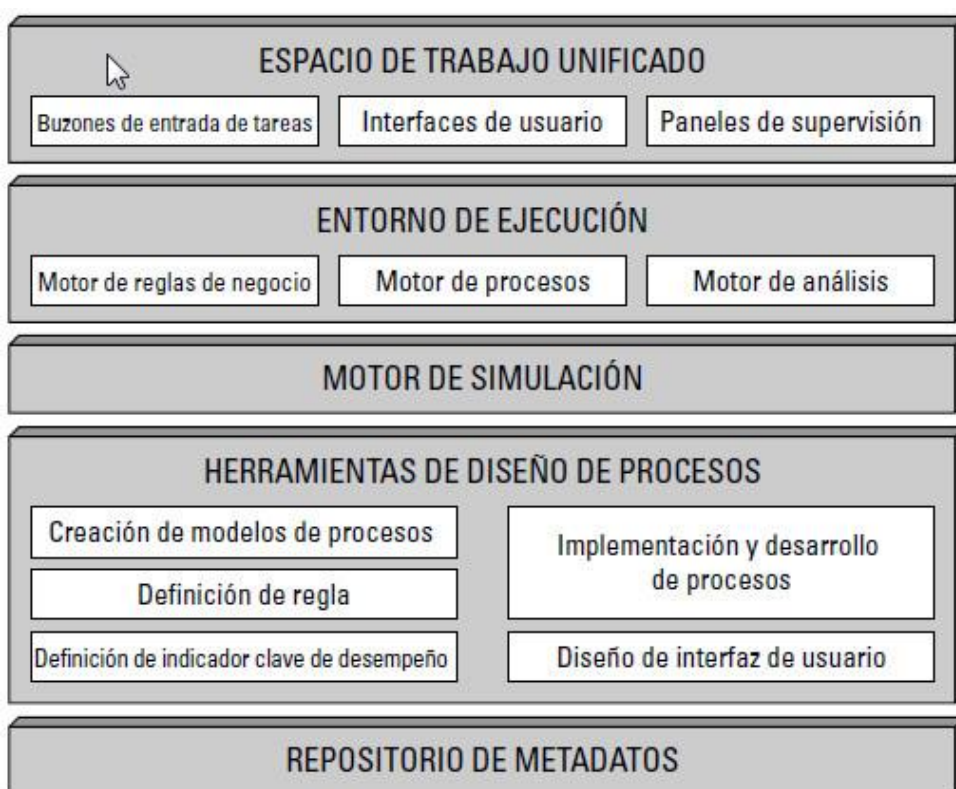 ESPACIO DE TRABAJO UNIFICADO
Buzones de entrada de tareas
Interfaces de usuario
Paneles de supervisión
ENTORNO DE EJECUCIÓN
Motor de reglas de negocio
Motor de procesos
Motor de análisis
MOTOR DE SIMULACIÓN
HERRAMIENTAS DE DISEÑO DE PROCESOS
Creación de modelos de procesos
Definición de regla
Definición de indicador clave de desempeño
Implementación y desarrollo
de procesos
Diseño de interfaz de usuario
REPOSITORIO DE METADATOS